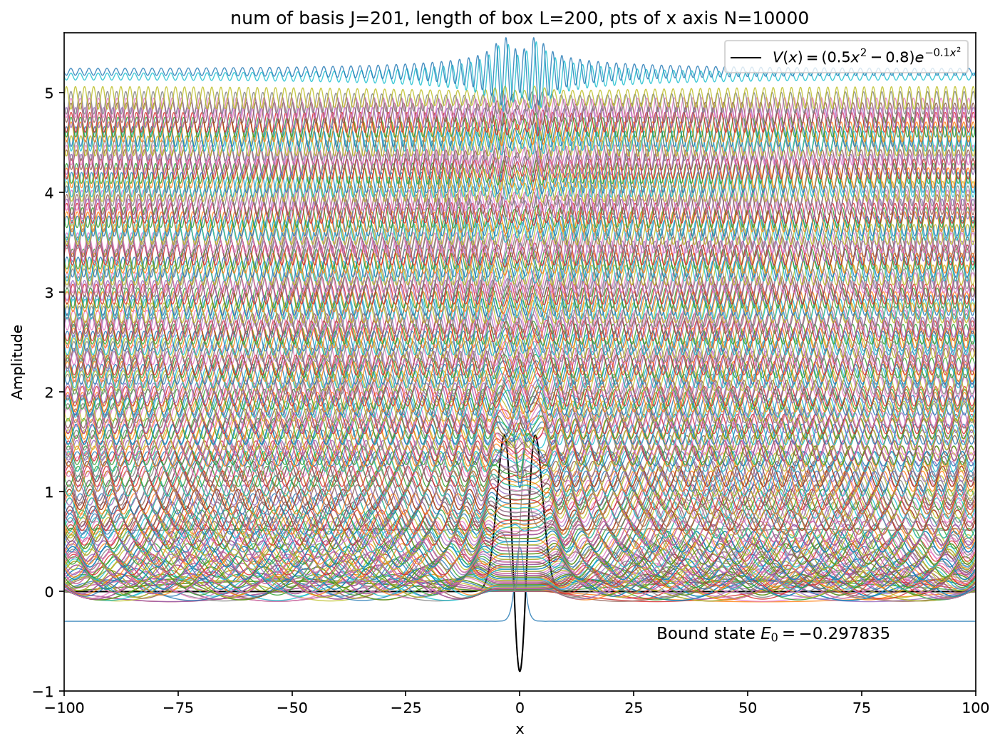 num of basis J=201, length of box L=200, pts of x axis N=10000
V(x) = (0.5x² − 0.8)e^{−0.1x²}
Amplitude
5
4
3
2
1
0
−1
Bound state E₀ = −0.297835
−100 −75 −50 −25 0 25 50 75 100
x